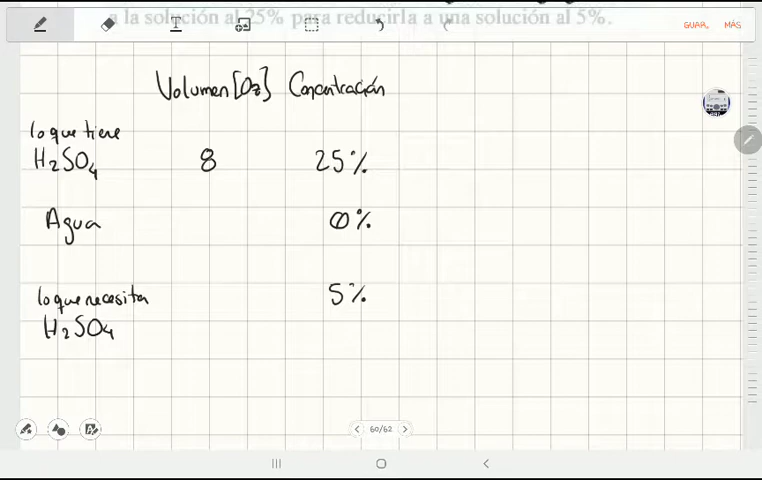 a la solución al 25% para reducirla a una solución al 5%.
GUAR. MÁS
Volumen [Oz] Concentración
lo que tiene
H2SO4 8 25%
Agua 0%
lo que necesita 5%
H2SO4
60/62